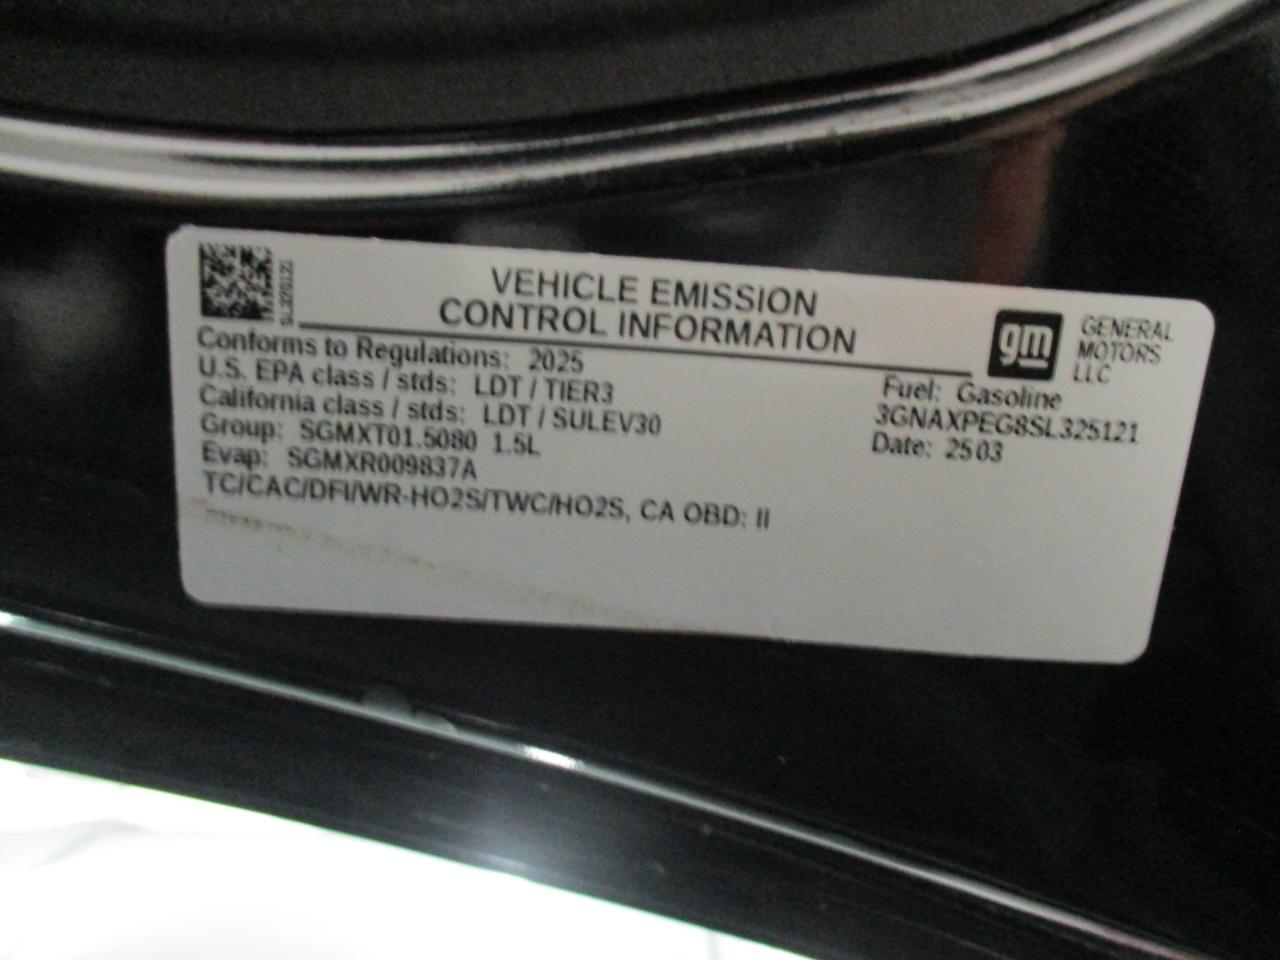 VEHICLE EMISSION
CONTROL INFORMATION
gm
GENERAL
MOTORS
LLC
Conforms to Regulations: 2025
U.S. EPA class / stds: LDT / TIER3
California class / stds: LDT / SULEV30
Group: SGMXT01.5080 1.5L
Evap: SGMXR009837A
TC/CAC/DFI/WR-HO2S/TWC/HO2S, CA OBD: II
Fuel: Gasoline
3GNAXPEG8SL325121
Date: 2503